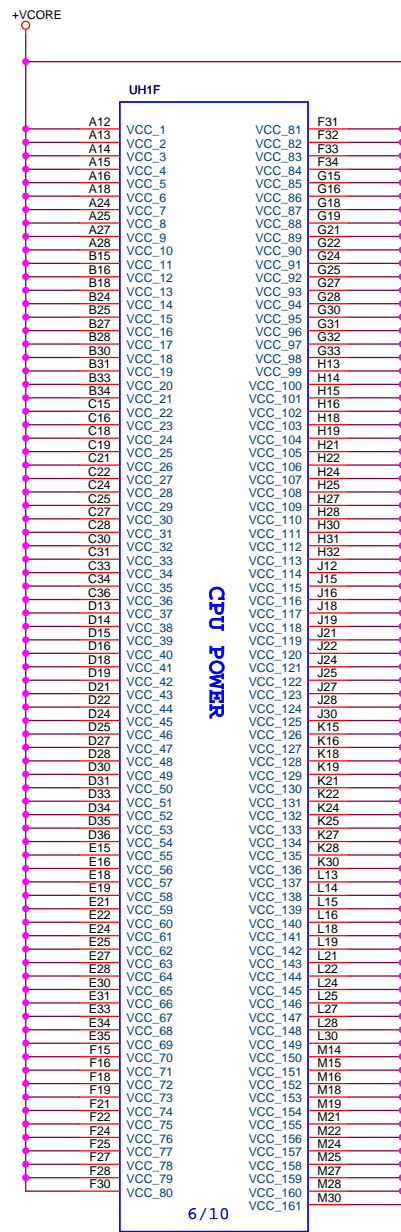 +VCORE
UH1F
A12 VCC_1 VCC_81 F31
A13 VCC_2 VCC_82 F32
A14 VCC_3 VCC_83 F33
A15 VCC_4 VCC_84 F34
A16 VCC_5 VCC_85 G15
A18 VCC_6 VCC_86 G16
A24 VCC_7 VCC_87 G18
A25 VCC_8 VCC_88 G19
A27 VCC_9 VCC_89 G21
A28 VCC_10 VCC_90 G22
B15 VCC_11 VCC_91 G24
B16 VCC_12 VCC_92 G25
B18 VCC_13 VCC_93 G27
B24 VCC_14 VCC_94 G28
B25 VCC_15 VCC_95 G30
B27 VCC_16 VCC_96 G31
B28 VCC_17 VCC_97 G32
B30 VCC_18 VCC_98 G33
B31 VCC_19 VCC_99 H13
B33 VCC_20 VCC_100 H14
B34 VCC_21 VCC_101 H15
C15 VCC_22 VCC_102 H16
C16 VCC_23 VCC_103 H18
C18 VCC_24 VCC_104 H19
C19 VCC_25 VCC_105 H21
C21 VCC_26 VCC_106 H22
C22 VCC_27 VCC_107 H24
C24 VCC_28 VCC_108 H25
C25 VCC_29 VCC_109 H27
C27 VCC_30 VCC_110 H28
C28 VCC_31 VCC_111 H30
C30 VCC_32 VCC_112 H31
C31 VCC_33 VCC_113 H32
C33 VCC_34 VCC_114 J12
C34 VCC_35 VCC_115 J15
C36 VCC_36 VCC_116 J16
D13 VCC_37 VCC_117 J18
D14 VCC_38 VCC_118 J19
D15 VCC_39 VCC_119 J21
D16 VCC_40 VCC_120 J22
D18 VCC_41 VCC_121 J24
D19 VCC_42 VCC_122 J25
D21 VCC_43 VCC_123 J27
D22 VCC_44 VCC_124 J28
D24 VCC_45 VCC_125 J30
D25 VCC_46 VCC_126 K15
D27 VCC_47 VCC_127 K16
D28 VCC_48 VCC_128 K18
D30 VCC_49 VCC_129 K19
D31 VCC_50 VCC_130 K21
D33 VCC_51 VCC_131 K22
D34 VCC_52 VCC_132 K24
D35 VCC_53 VCC_133 K25
D36 VCC_54 VCC_134 K27
E15 VCC_55 VCC_135 K28
E16 VCC_56 VCC_136 K30
E18 VCC_57 VCC_137 L13
E19 VCC_58 VCC_138 L14
E21 VCC_59 VCC_139 L15
E22 VCC_60 VCC_140 L16
E24 VCC_61 VCC_141 L18
E25 VCC_62 VCC_142 L19
E27 VCC_63 VCC_143 L21
E28 VCC_64 VCC_144 L22
E30 VCC_65 VCC_145 L24
E31 VCC_66 VCC_146 L25
E33 VCC_67 VCC_147 L27
E34 VCC_68 VCC_148 L28
E35 VCC_69 VCC_149 L30
F15 VCC_70 VCC_150 M14
F16 VCC_71 VCC_151 M15
F18 VCC_72 VCC_152 M16
F19 VCC_73 VCC_153 M18
F21 VCC_74 VCC_154 M19
F22 VCC_75 VCC_155 M21
F24 VCC_76 VCC_156 M22
F25 VCC_77 VCC_157 M24
F27 VCC_78 VCC_158 M25
F28 VCC_79 VCC_159 M27
F30 VCC_80 VCC_160 M28
VCC_161 M30
CPU POWER
6/10